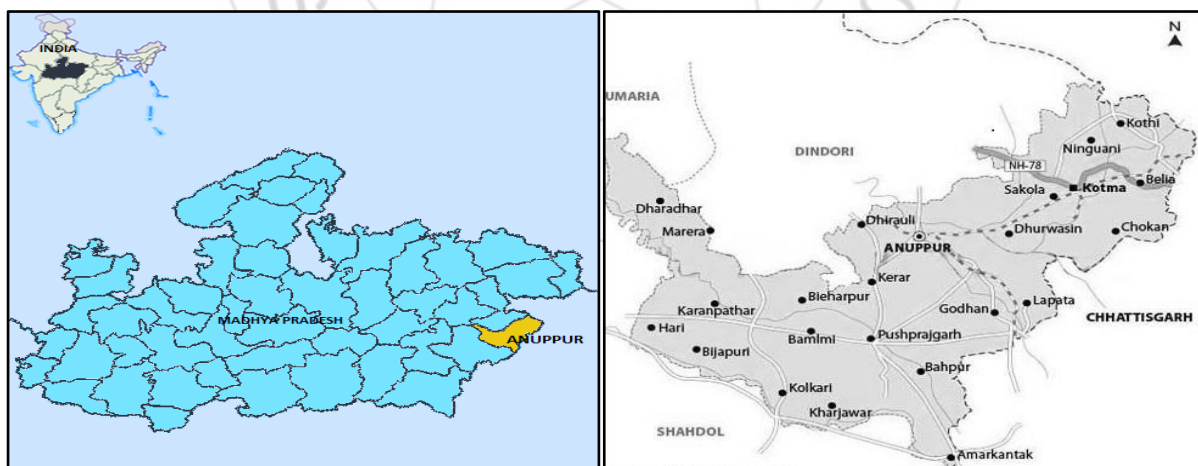 INDIA
MADHYA PRADESH
ANUPPUR
N
UMARIA
DINDORI
Kothi
Ninguani
NH-78
Kotma
Belia
Sakola
Dharadhar
Marera
Dhirauli
ANUPPUR
Dhurwasin
Chokan
Kerar
Karanpathar
Bleharpur
Godhan
Lapata
CHHATTISGARH
Hari
Bamlmi
Pushprajgarh
Bijapuri
Bahpur
Kolkari
Kharjawar
SHAHDOL
Amarkantak